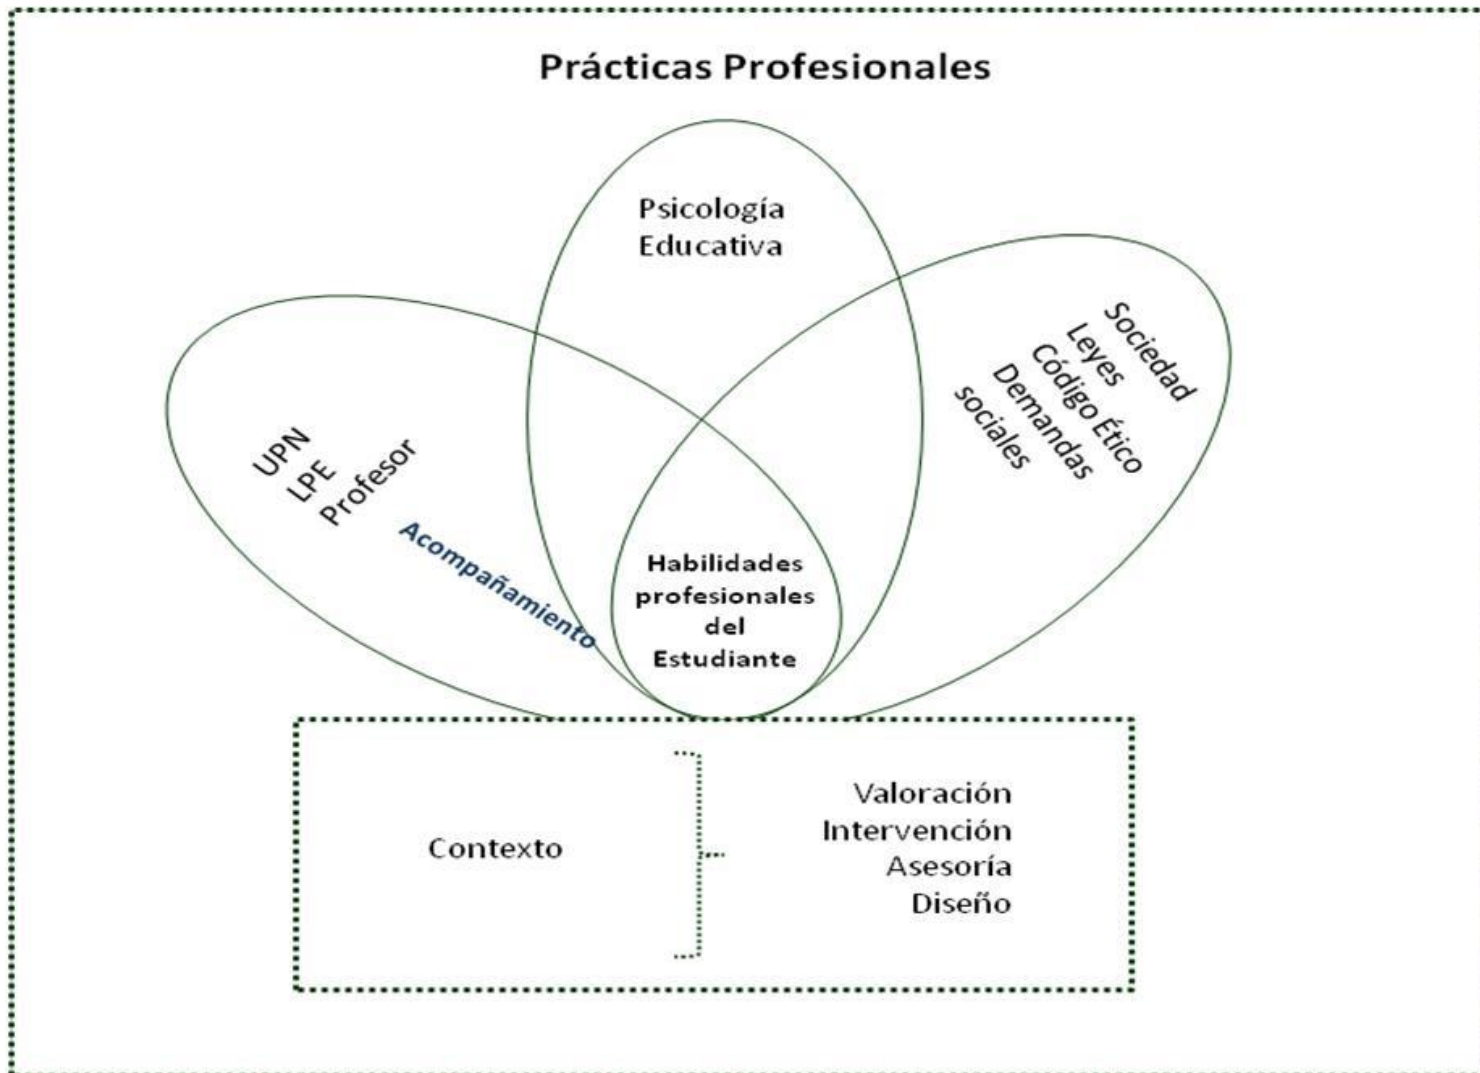 Prácticas Profesionales
Psicología
Educativa
UPN
LPE
Profesor
Acompañamiento
Sociedad
Leyes
Código Ético
Demandas
sociales
Habilidades
profesionales
del
Estudiante
Contexto
Valoración
Intervención
Asesoría
Diseño